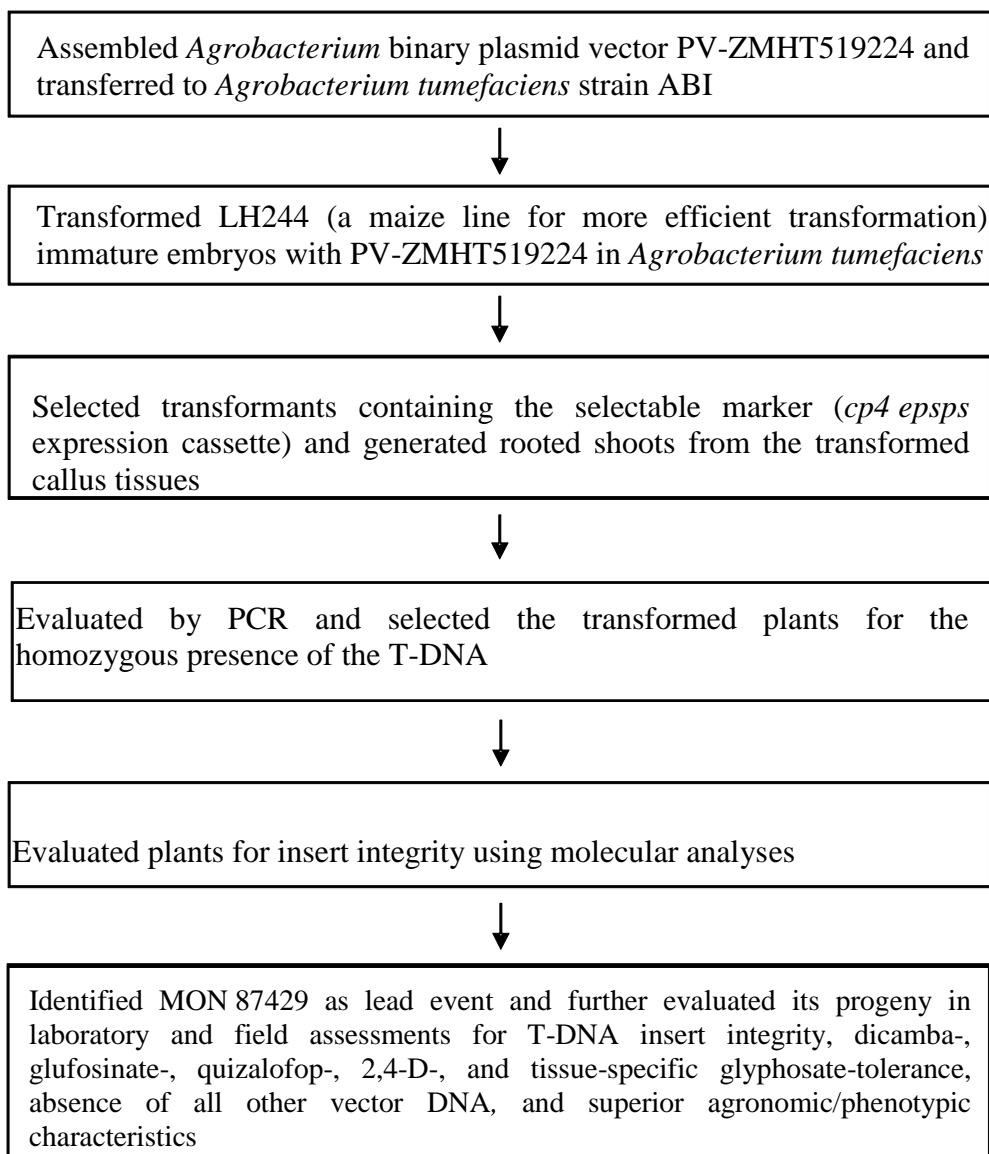 Assembled Agrobacterium binary plasmid vector PV-ZMHT519224 and
transferred to Agrobacterium tumefaciens strain ABI
Transformed LH244 (a maize line for more efficient transformation)
immature embryos with PV-ZMHT519224 in Agrobacterium tumefaciens
Selected transformants containing the selectable marker (cp4 epsps
expression cassette) and generated rooted shoots from the transformed
callus tissues
Evaluated by PCR and selected the transformed plants for the
homozygous presence of the T-DNA
Evaluated plants for insert integrity using molecular analyses
Identified MON 87429 as lead event and further evaluated its progeny in
laboratory and field assessments for T-DNA insert integrity, dicamba-,
glufosinate-, quizalofop-, 2,4-D-, and tissue-specific glyphosate-tolerance,
absence of all other vector DNA, and superior agronomic/phenotypic
characteristics